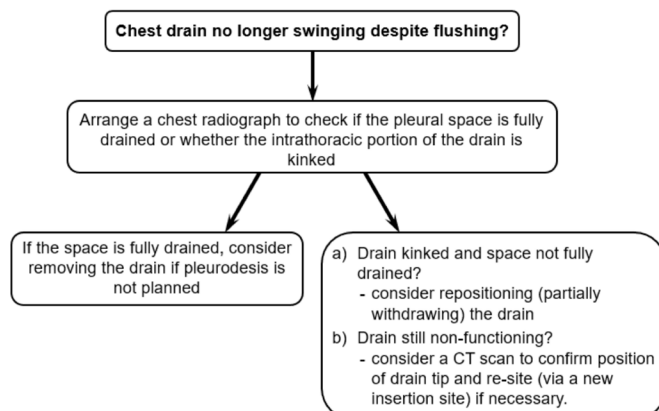 Chest drain no longer swinging despite flushing?
Arrange a chest radiograph to check if the pleural space is fully
drained or whether the intrathoracic portion of the drain is
kinked
If the space is fully drained, consider
removing the drain if pleurodesis is
not planned
a) Drain kinked and space not fully
drained?
- consider repositioning (partially
withdrawing) the drain
b) Drain still non-functioning?
- consider a CT scan to confirm position
of drain tip and re-site (via a new
insertion site) if necessary.